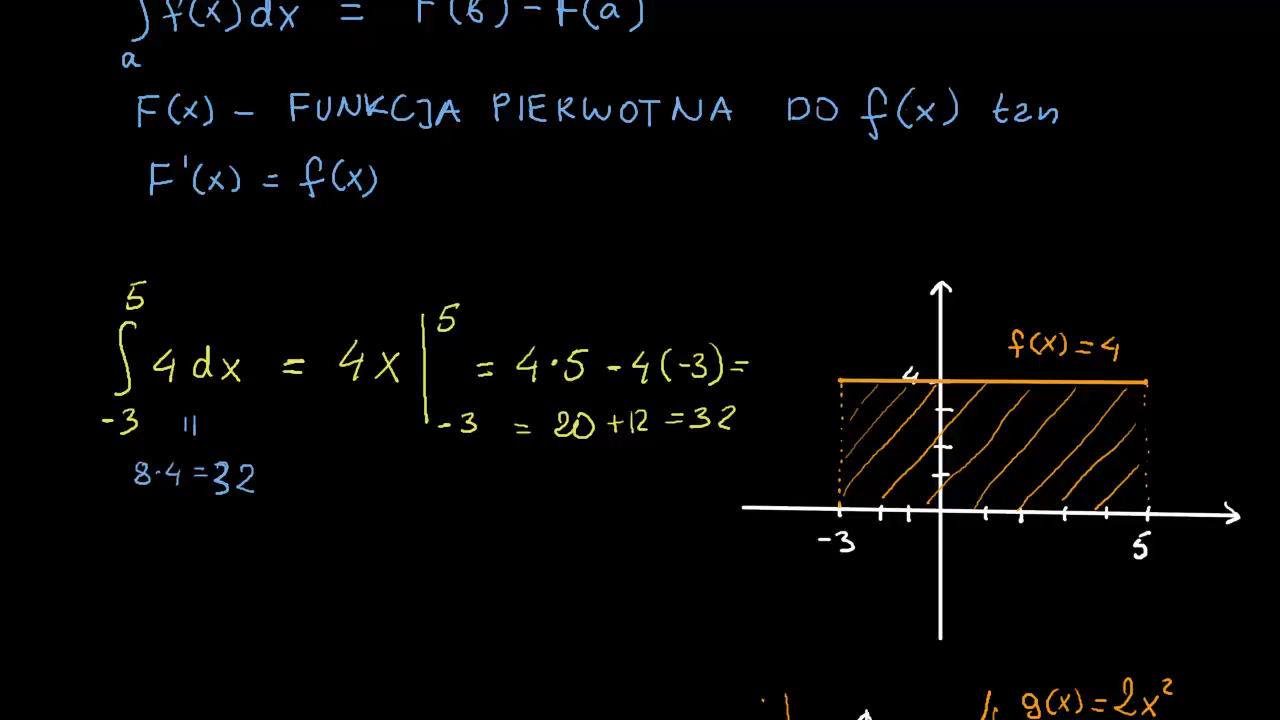 ∫f(x)dx = F(b) - F(a)
a
F(x) - FUNKCJA PIERWOTNA DO f(x) tzn
F'(x) = f(x)
5
∫ 4 dx = 4x | 5 = 4·5 - 4(-3) =
-3
-3 = 20 + 12 = 32
||
8·4 = 32
f(x) = 4
4
-3
5
g(x) = 2x²